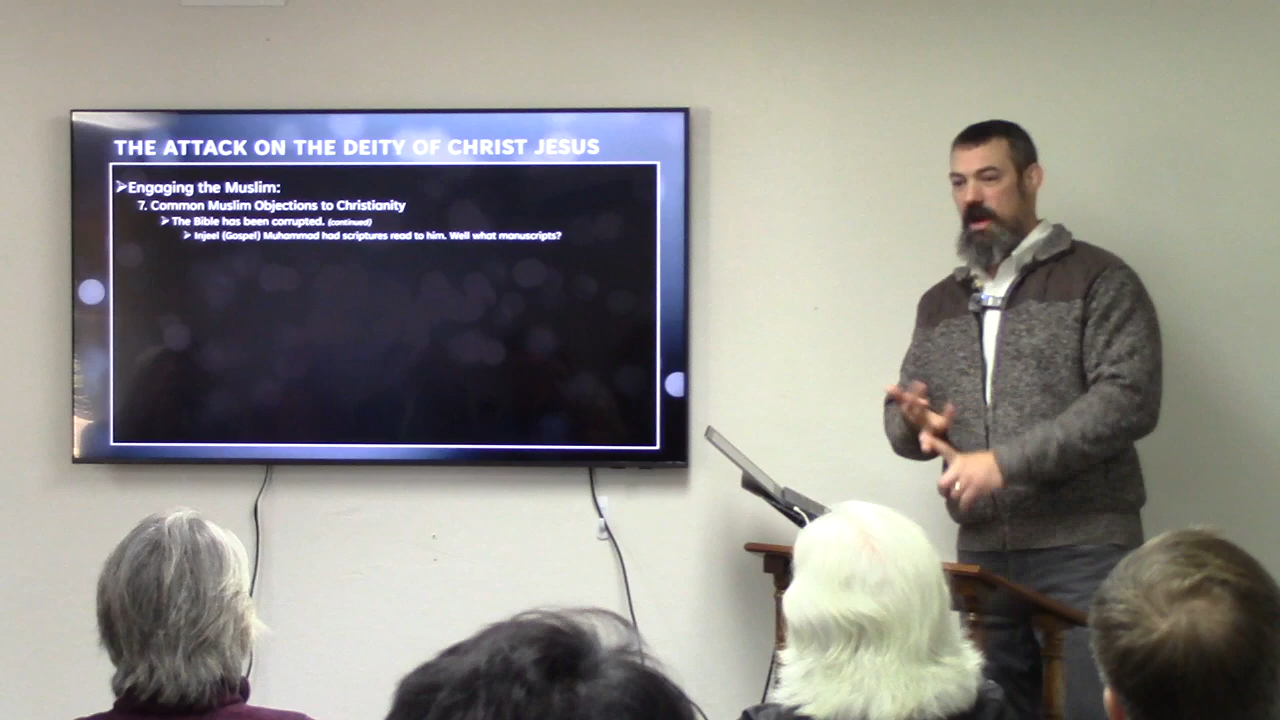 THE ATTACK ON THE DEITY OF CHRIST JESUS
➢Engaging the Muslim:
7. Common Muslim Objections to Christianity
➢ The Bible has been corrupted. (continued)
➢ Injeel (Gospel) Muhammad had scriptures read to him. Well what manuscripts?